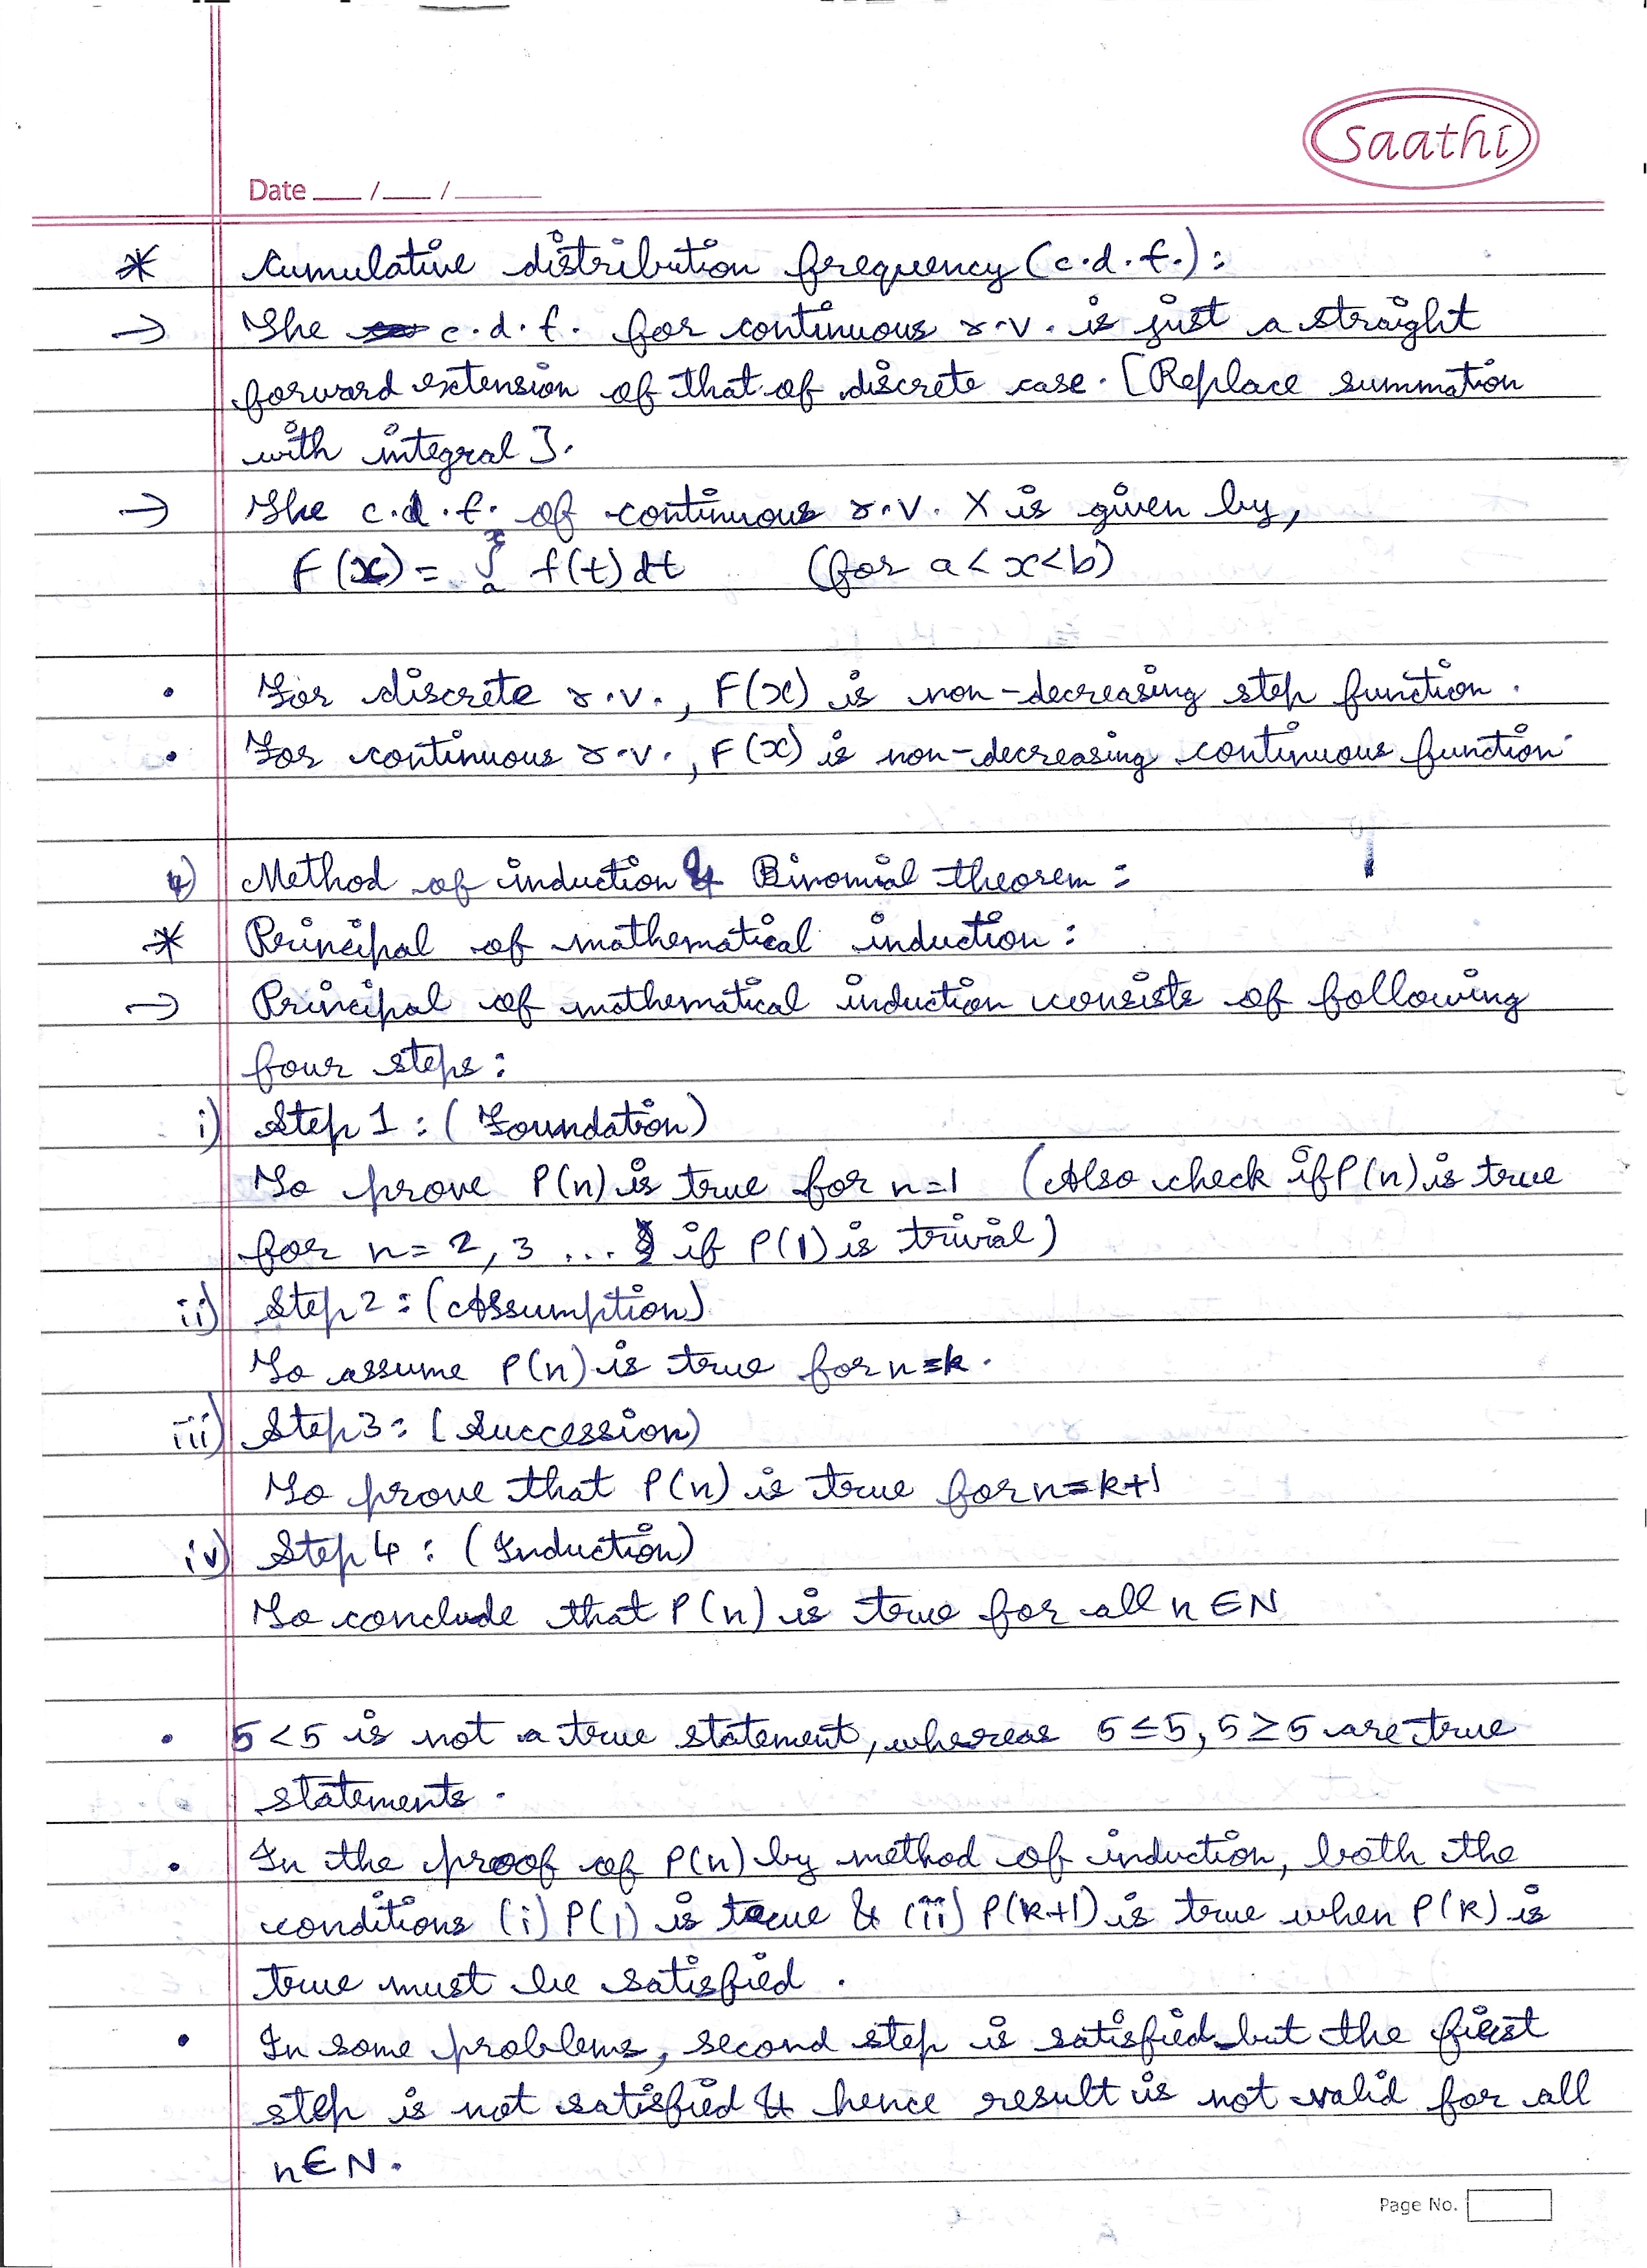 saathi
Date ___ / ___ / ______
* Cumulative distribution frequency (c.d.f.) :
→ The c.d.f. for continuous r.v. is just a straight
forward extension of that of discrete case. [Replace summation
with integral].
→ The c.d.f. of continuous r.v. X is given by,
F(x) = ∫ₐˣ f(t) dt (for a < x < b)
• For discrete r.v., F(x) is non-decreasing step function.
• For continuous r.v., F(x) is non-decreasing continuous function.
4) Method of induction & Binomial theorem :
* Principal of mathematical induction :
→ Principal of mathematical induction consists of following
four steps :
i) Step 1 : (Foundation)
To prove P(n) is true for n=1 (Also check if P(n) is true
for n = 2, 3 ... if P(1) is trivial)
ii) Step 2 : (Assumption)
To assume P(n) is true for n=k.
iii) Step 3 : (Succession)
To prove that P(n) is true for n=k+1
iv) Step 4 : (Induction)
To conclude that P(n) is true for all n ∈ N
• 5 < 5 is not a true statement, whereas 5 ≤ 5, 5 ≥ 5 are true
statements.
• In the proof of P(n) by method of induction, both the
conditions (i) P(1) is true & (ii) P(k+1) is true when P(k) is
true must be satisfied.
• In some problems, second step is satisfied but the first
step is not satisfied & hence result is not valid for all
n ∈ N.
Page No.